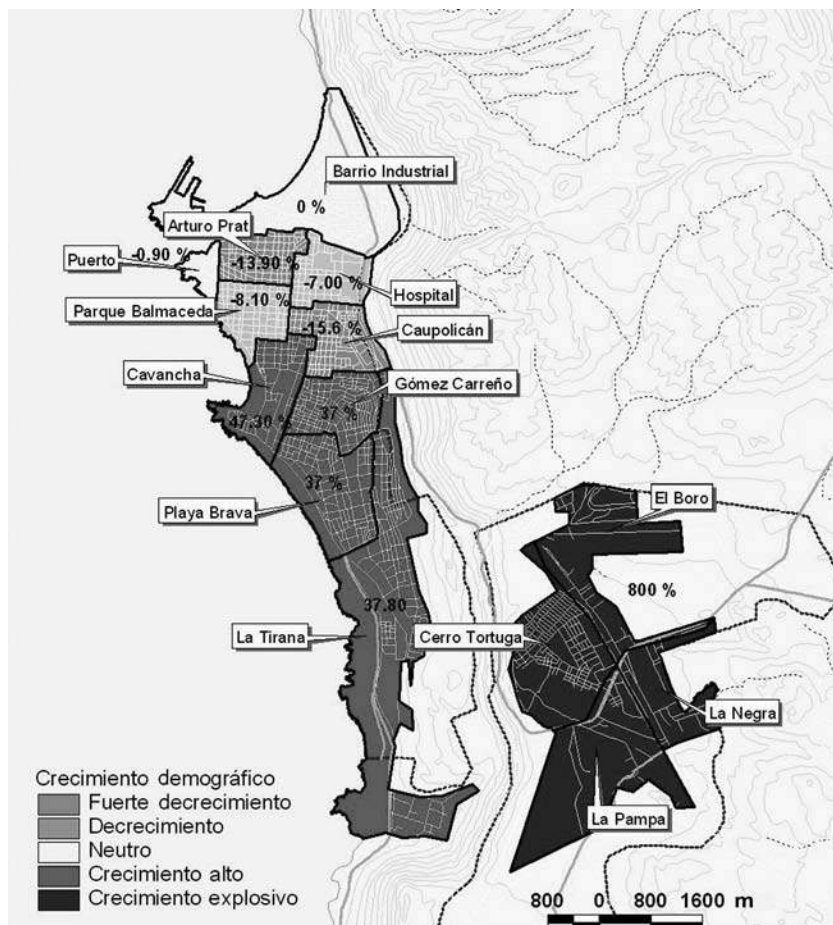 Barrio Industrial
0 %
Arturo Prat
-0.90 %
Puerto
-13.90 %
-7.00 %
Hospital
-8.10 %
Parque Balmaceda
-15.6 %
Caupolicán
Cavancha
Gómez Carreño
47.30 %
37 %
37 %
Playa Brava
El Boro
800 %
37.80
La Tirana
Cerro Tortuga
La Negra
La Pampa
Crecimiento demográfico
Fuerte decrecimiento
Decrecimiento
Neutro
Crecimiento alto
Crecimiento explosivo
800 0 800 1600 m